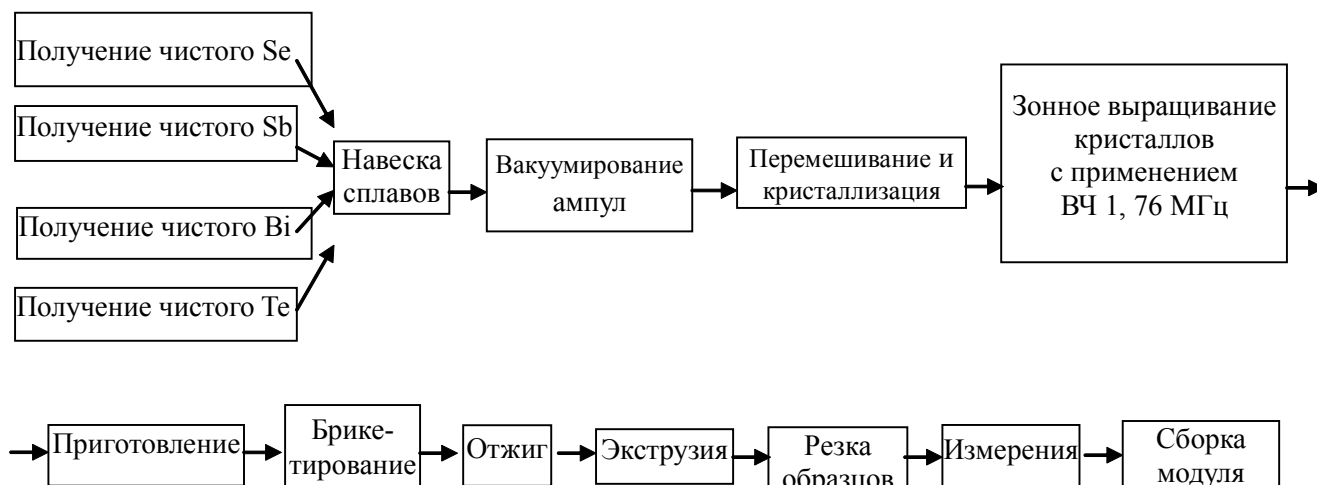 Получение чистого Se
Получение чистого Sb
Получение чистого Bi
Получение чистого Te
Навеска
сплавов
Вакуумирование
ампул
Перемешивание и
кристаллизация
Зонное выращивание
кристаллов
с применением
ВЧ 1, 76 МГц
Приготовление
Брике-
тирование
Отжиг
Экструзия
Резка
образцов
Измерения
Сборка
модуля